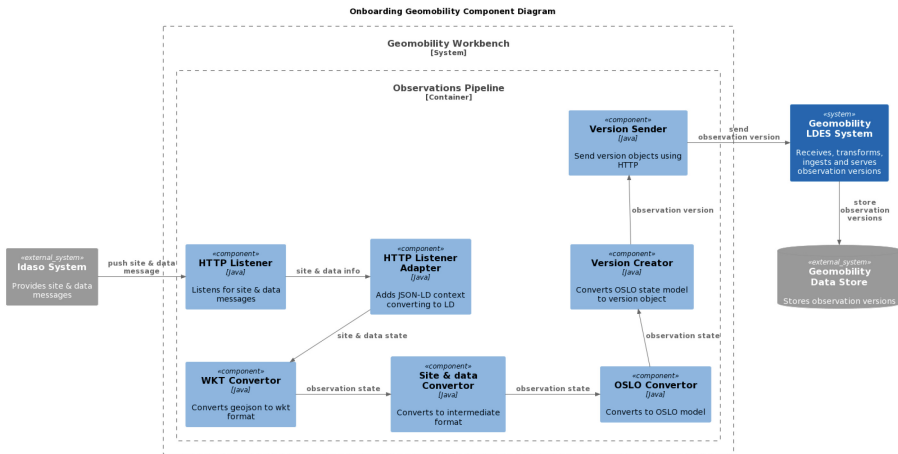 Onboarding Geomobility Component Diagram
Geomobility Workbench
[System]
Observations Pipeline
[Container]
«component»
Version Sender
[Java]
Send version objects using
HTTP
send
observation version
«system»
Geomobility
LDES System
Receives, transforms,
ingests and serves
observation versions
observation version
store
observation
versions
«external_system»
Idaso System
Provides site & data
messages
push site & data
message
«component»
HTTP Listener
[Java]
Listens for site & data
messages
site & data info
«component»
HTTP Listener
Adapter
[Java]
Adds JSON-LD context
converting to LD
«component»
Version Creator
[Java]
Converts OSLO state model
to version object
«external_system»
Geomobility
Data Store
Stores observation versions
site & data state
observation state
«component»
WKT Convertor
[Java]
Converts geojson to wkt
format
observation state
«component»
Site & data
Convertor
[Java]
Converts to intermediate
format
observation state
«component»
OSLO Convertor
[Java]
Converts to OSLO model